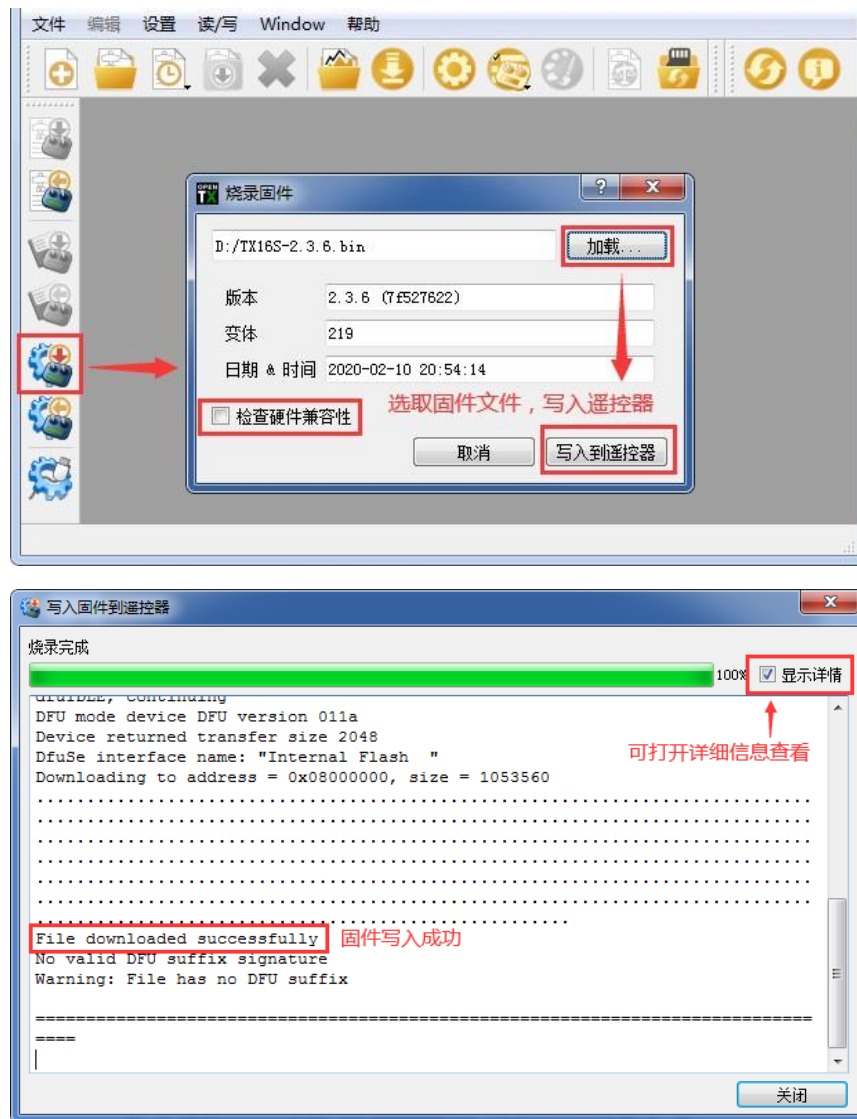 文件 编辑 设置 读/写 Window 帮助
OPEN TX 烧录固件
D:/TX16S-2.3.6.bin 加载...
版本 2.3.6 (7f527622)
变体 219
日期 & 时间 2020-02-10 20:54:14
选取固件文件，写入遥控器
检查硬件兼容性
取消 写入到遥控器
写入固件到遥控器
烧录完成
100% 显示详情
dfuIDLE, continuing
DFU mode device DFU version 011a
可打开详细信息查看
Device returned transfer size 2048
DfuSe interface name: "Internal Flash  "
Downloading to address = 0x08000000, size = 1053560
............................................................................
............................................................................
............................................................................
............................................................................
............................................................................
............................................................................
....................................................
File downloaded successfully 固件写入成功
No valid DFU suffix signature
Warning: File has no DFU suffix
============================================================================
====
关闭